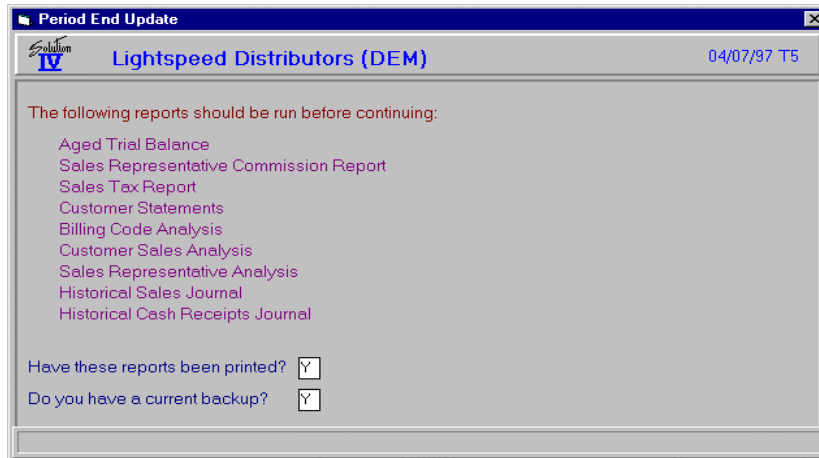 Period End Update
Solution
IV
Lightspeed Distributors (DEM)
04/07/97 T5
The following reports should be run before continuing:
Aged Trial Balance
Sales Representative Commission Report
Sales Tax Report
Customer Statements
Billing Code Analysis
Customer Sales Analysis
Sales Representative Analysis
Historical Sales Journal
Historical Cash Receipts Journal
Have these reports been printed? Y
Do you have a current backup? Y